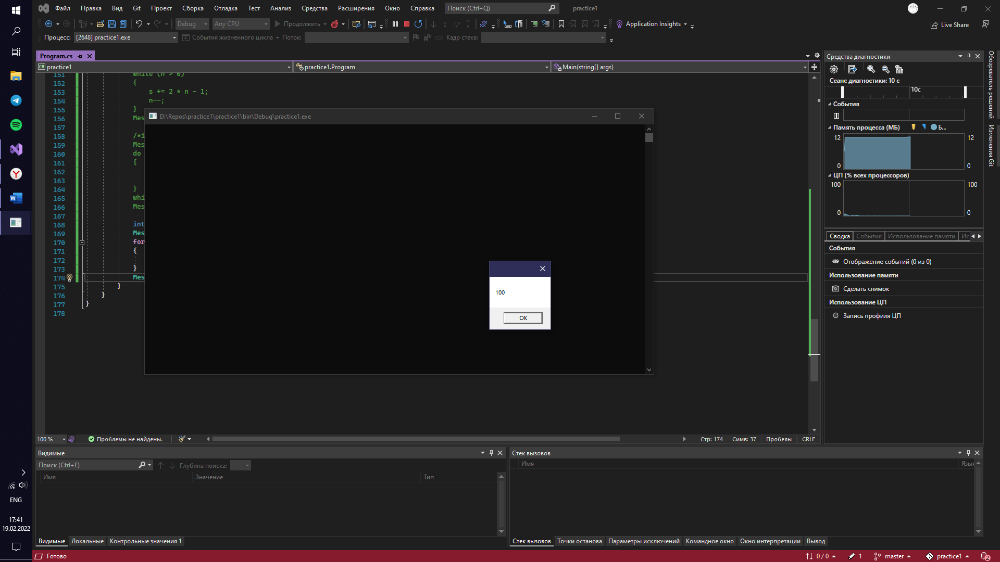 Файл Правка Вид Git Проект Сборка Отладка Тест Анализ Средства Расширения Окно Справка Поиск (Ctrl+Q) practice1
Debug Any CPU Продолжить Application Insights Live Share
Процесс: [2648] practice1.exe События жизненного цикла Поток: Кадр стека:
Program.cs
C# practice1 practice1.Program Main(string[] args)
151 while (n > 0)
152 {
153 s += 2 * n - 1;
154 n--;
155 }
156 Mes
157
158 /*i
159 Mes
160 do
161 {
162
163
164 }
165 whi
166 Mes
167
168 int
169 Mes
170 for
171 {
172
173 }
174 Mes
175 }
176 }
177 }
178
D:\Repos\practice1\practice1\bin\Debug\practice1.exe
100
OK
Средства диагностики
Сеанс диагностики: 10 с
10с
События
Память процесса (МБ) Б...
12 12
0 0
ЦП (% всех процессоров)
100 100
0 0
Сводка События Использование памяти Ис
События
Отображение событий (0 из 0)
Использование памяти
Сделать снимок
Использование ЦП
Запись профиля ЦП
Обозреватель решений
Изменения Git
100 % Проблемы не найдены. Стр: 174 Симв: 37 Пробелы CRLF
Видимые
Поиск (Ctrl+E) Глубина поиска:
Имя Значение Тип
Видимые Локальные Контрольные значения 1
Стек вызовов
Имя Язы
Стек вызовов Точки останова Параметры исключений Командное окно Окно интерпретации Вывод
ENG
17:41
19.02.2022
Готово 0 / 0 1 master practice1 2